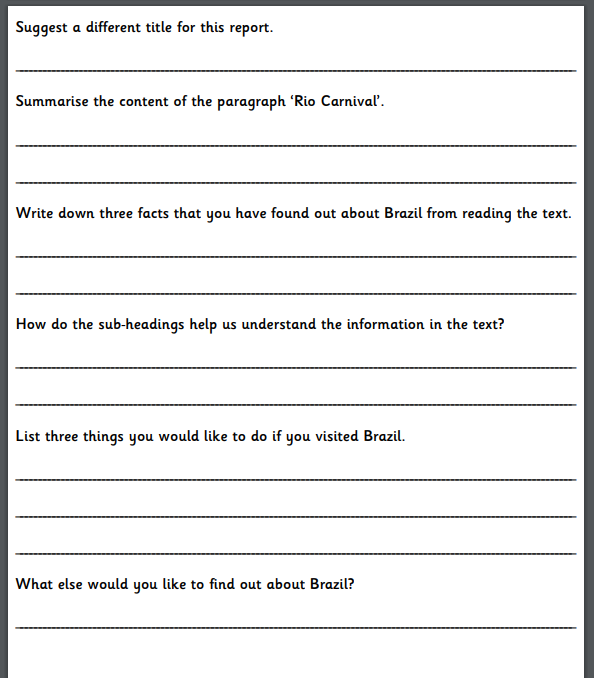 Suggest a different title for this report.
Summarise the content of the paragraph ‘Rio Carnival’.
Write down three facts that you have found out about Brazil from reading the text.
How do the sub-headings help us understand the information in the text?
List three things you would like to do if you visited Brazil.
What else would you like to find out about Brazil?